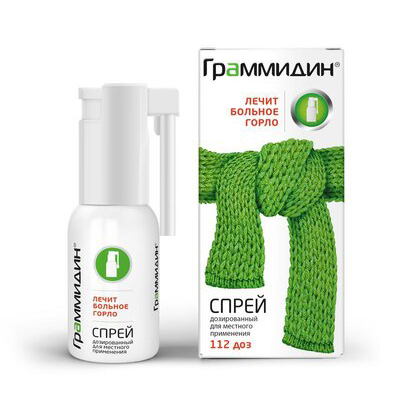 Граммидин®
ЛЕЧИТ
БОЛЬНОЕ
ГОРЛО
СПРЕЙ
дозированный
для местного
применения
112 доз
Граммидин®
ЛЕЧИТ
БОЛЬНОЕ
ГОРЛО
СПРЕЙ
дозированный
для местного
применения